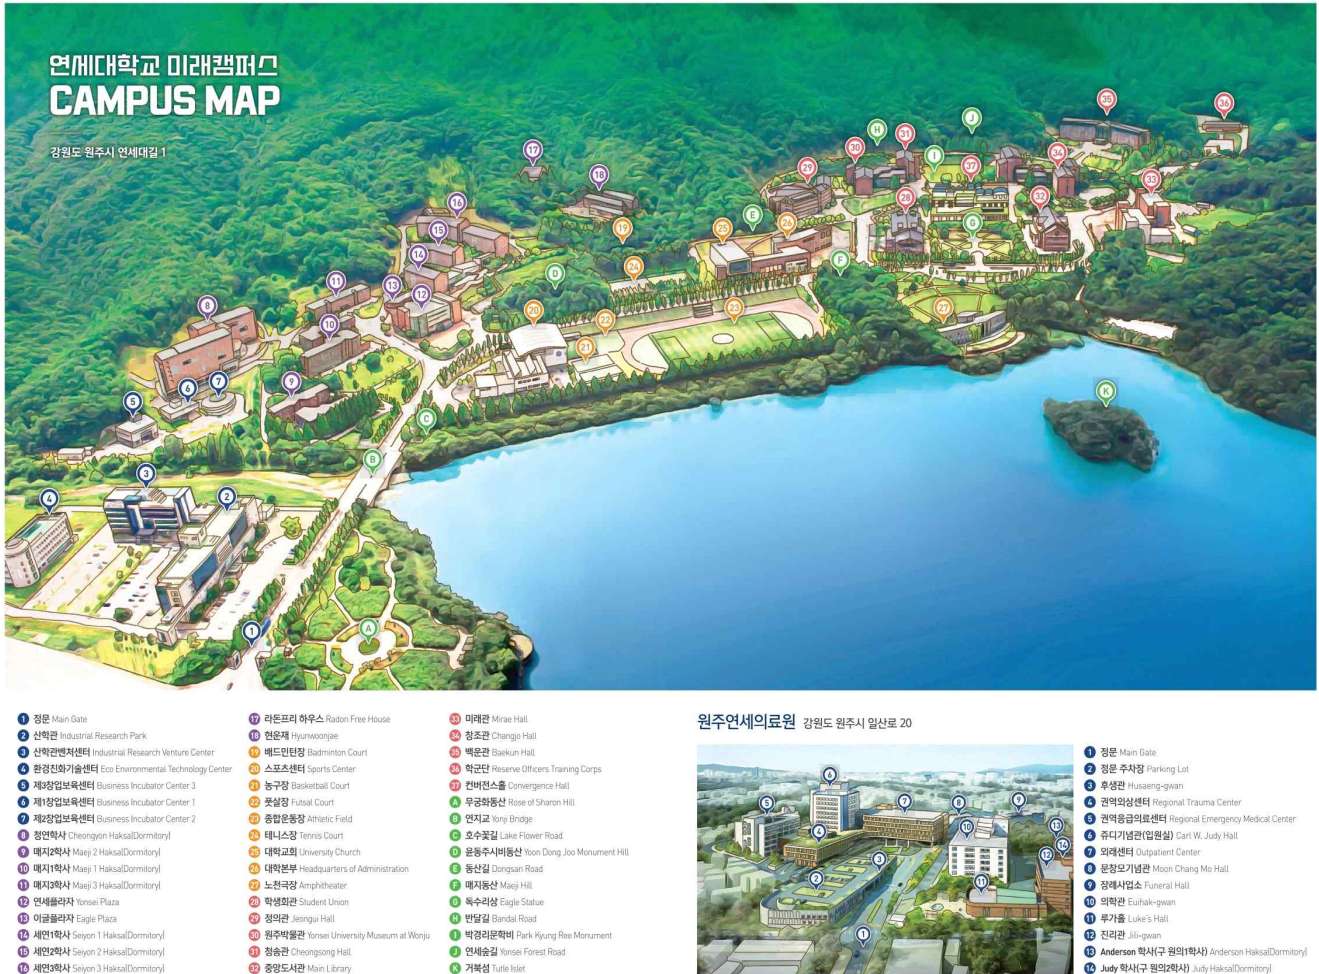 연세대학교 미래캠퍼스
CAMPUS MAP
강원도 원주시 연세대길 1
1 정문 Main Gate
2 산학관 Industrial Research Park
3 산학관벤처센터 Industrial Research Venture Center
4 환경친화기술센터 Eco Environmental Technology Center
5 제3창업보육센터 Business Incubator Center 3
6 제1창업보육센터 Business Incubator Center 1
7 제2창업보육센터 Business Incubator Center 2
8 청연학사 Cheongyon Haksa(Dormitory)
9 매지2학사 Maeji 2 Haksa(Dormitory)
10 매지1학사 Maeji 1 Haksa(Dormitory)
11 매지3학사 Maeji 3 Haksa(Dormitory)
12 연세플라자 Yonsei Plaza
13 이글플라자 Eagle Plaza
14 세연1학사 Seiyon 1 Haksa(Dormitory)
15 세연2학사 Seiyon 2 Haksa(Dormitory)
16 세연3학사 Seiyon 3 Haksa(Dormitory)
17 라돈프리 하우스 Radon Free House
18 현운재 Hyunwoonjae
19 배드민턴장 Badminton Court
20 스포츠센터 Sports Center
21 농구장 Basketball Court
22 풋살장 Futsal Court
23 종합운동장 Athletic Field
24 테니스장 Tennis Court
25 대학교회 University Church
26 대학본부 Headquarters of Administration
27 노천극장 Amphitheater
28 학생회관 Student Union
29 정의관 Jeongui Hall
30 원주박물관 Yonsei University Museum at Wonju
31 청송관 Cheongsong Hall
32 중앙도서관 Main Library
33 미래관 Mirae Hall
34 창조관 Changjo Hall
35 백운관 Baekun Hall
36 학군단 Reserve Officers Training Corps
37 컨버전스홀 Convergence Hall
A 무궁화동산 Rose of Sharon Hill
B 연지교 Yonji Bridge
C 호수꽃길 Lake Flower Road
D 윤동주시비동산 Yoon Dong Joo Monument Hill
E 동산길 Dongsan Road
F 매지동산 Maeji Hill
G 독수리상 Eagle Statue
H 반달길 Bandal Road
I 박경리문학비 Park Kyung Ree Monument
J 연세숲길 Yonsei Forest Road
K 거북섬 Tutle Islet
원주연세의료원 강원도 원주시 일산로 20
1 정문 Main Gate
2 정문 주차장 Parking Lot
3 후생관 Husaeng-gwan
4 권역외상센터 Regional Trauma Center
5 권역응급의료센터 Regional Emergency Medical Center
6 쥬디기념관(입원실) Carl W. Judy Hall
7 외래센터 Outpatient Center
8 문창모기념관 Moon Chang Mo Hall
9 장례사업소 Funeral Hall
10 의학관 Euihak-gwan
11 루가홀 Luke's Hall
12 진리관 Jili-gwan
13 Anderson 학사(구 원의1학사) Anderson Haksa(Dormitory)
14 Judy 학사(구 원의2학사) Judy Haksa(Dormitory)